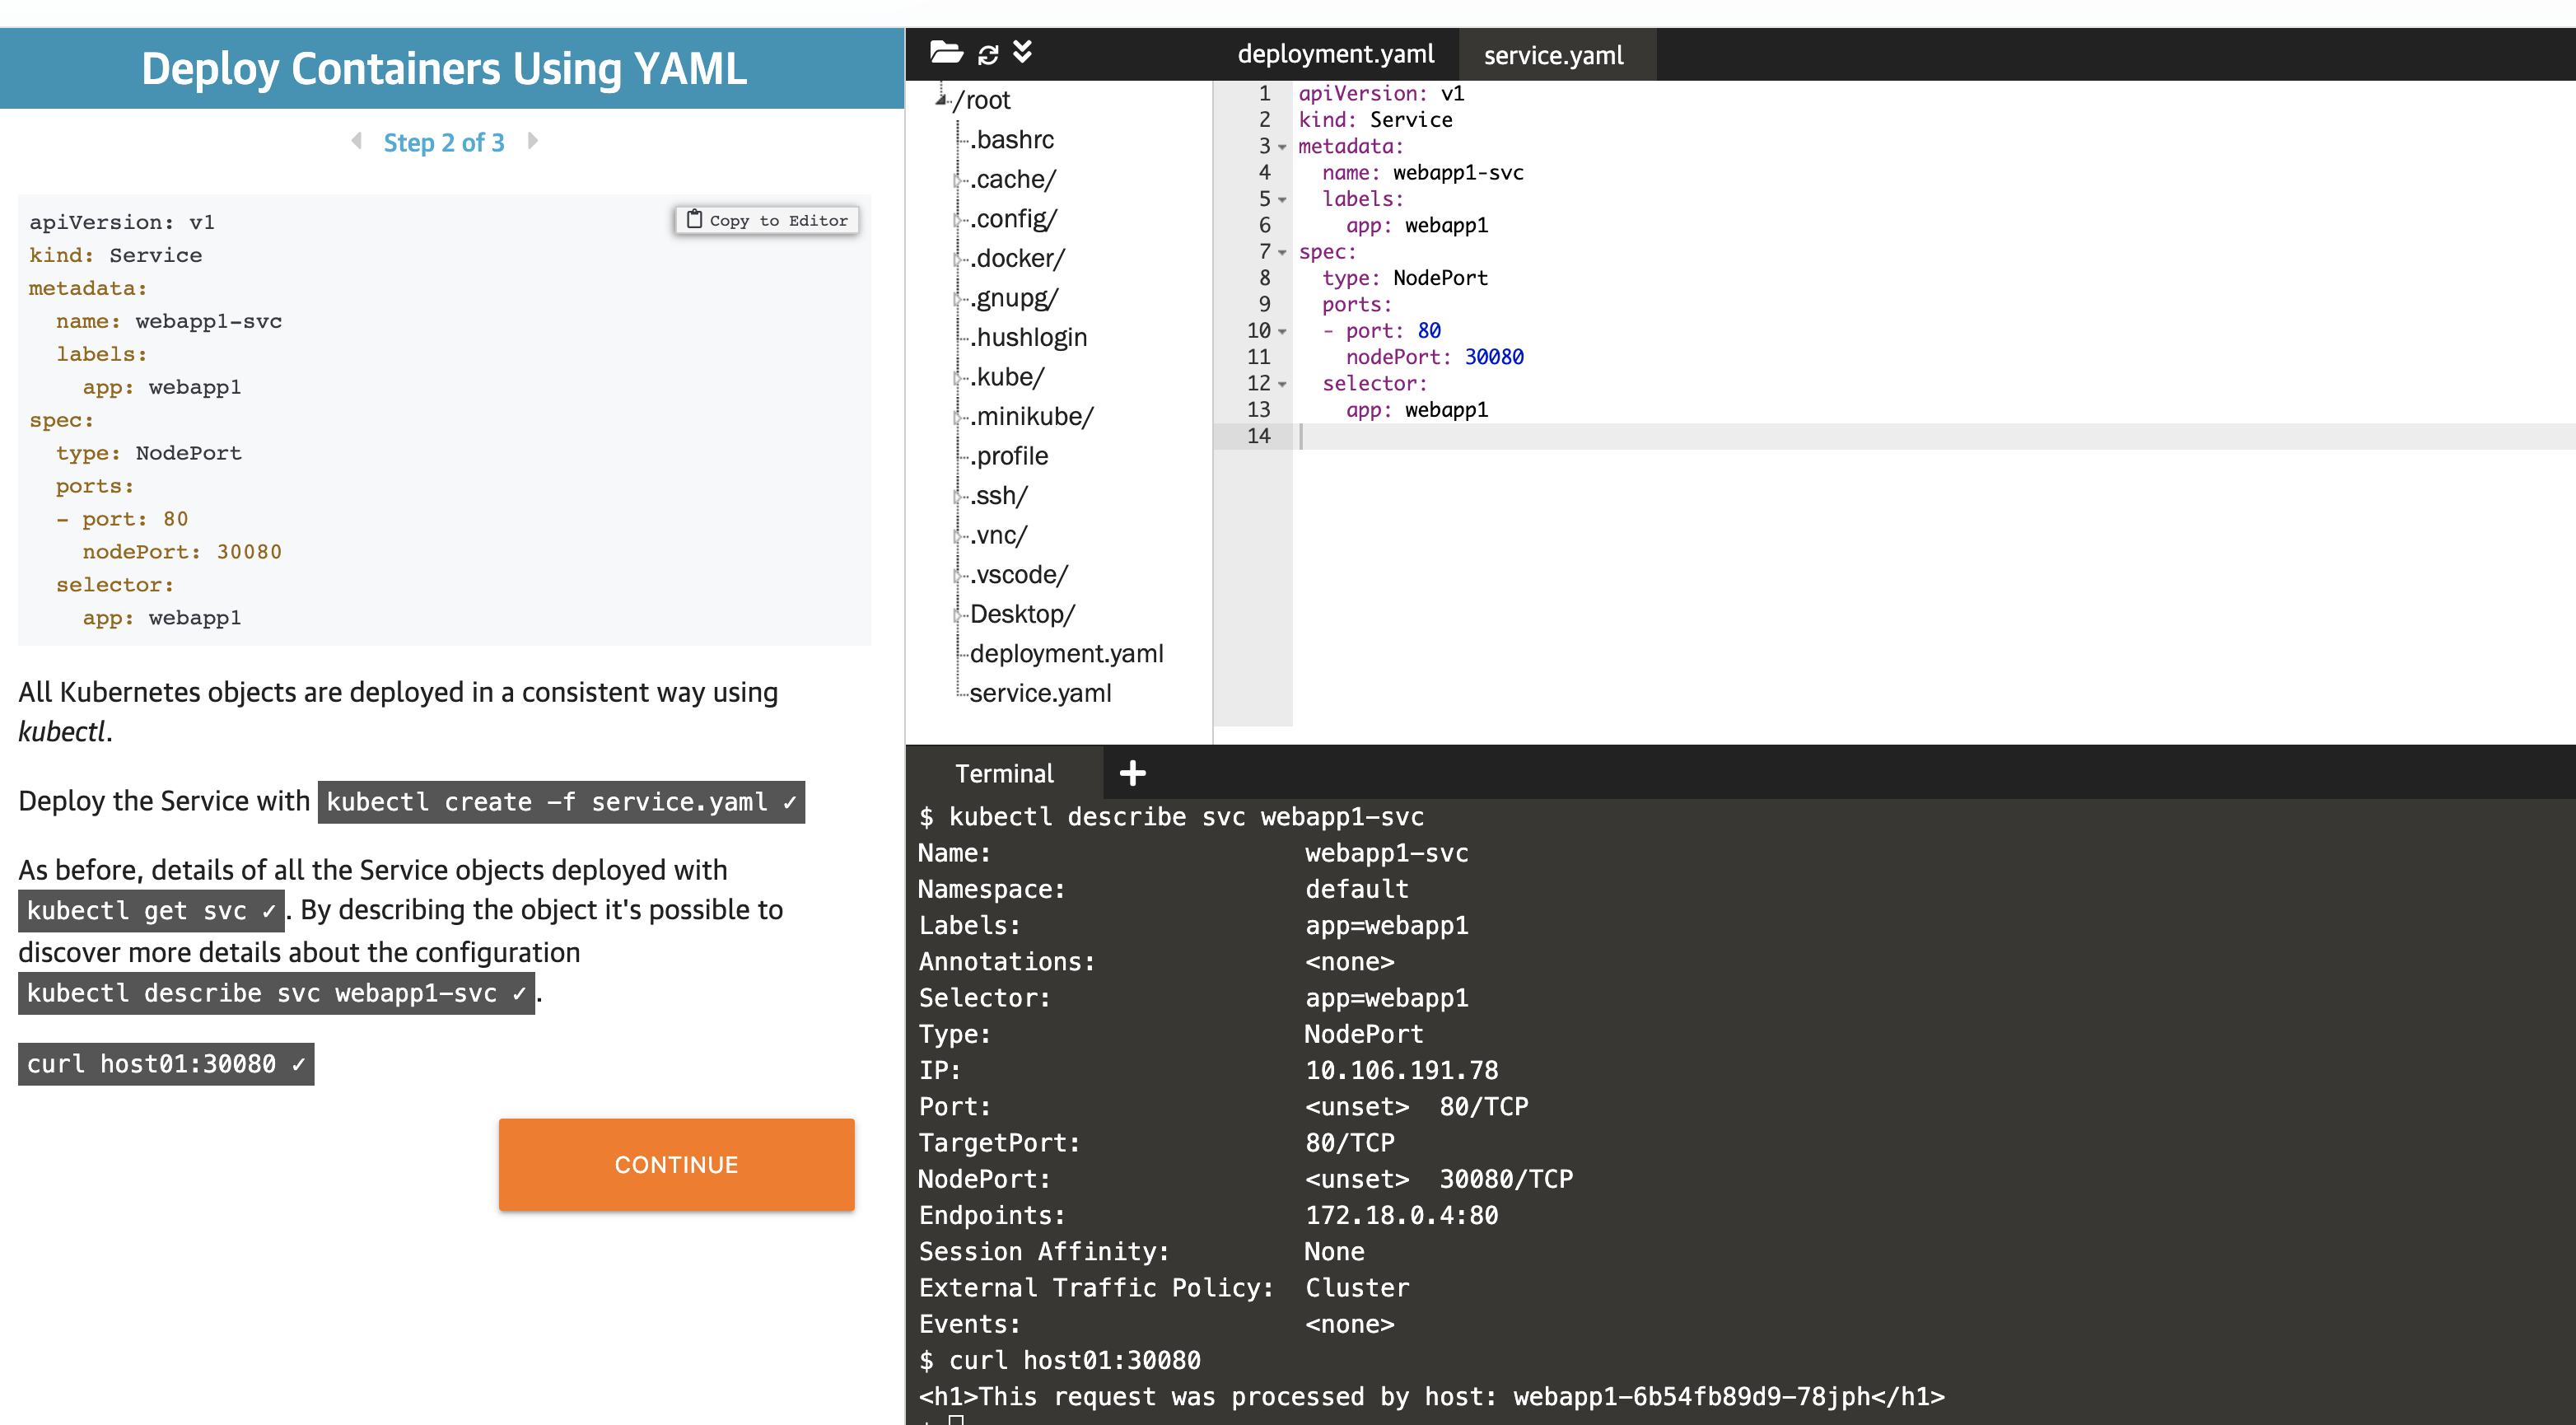 Deploy Containers Using YAML
Step 2 of 3
Copy to Editor
apiVersion: v1
kind: Service
metadata:
  name: webapp1-svc
  labels:
    app: webapp1
spec:
  type: NodePort
  ports:
  - port: 80
    nodePort: 30080
  selector:
    app: webapp1
All Kubernetes objects are deployed in a consistent way using
kubectl.
Deploy the Service with kubectl create -f service.yaml ✓
As before, details of all the Service objects deployed with
kubectl get svc ✓. By describing the object it's possible to
discover more details about the configuration
kubectl describe svc webapp1-svc ✓.
curl host01:30080 ✓
CONTINUE
/root
.bashrc
.cache/
.config/
.docker/
.gnupg/
.hushlogin
.kube/
.minikube/
.profile
.ssh/
.vnc/
.vscode/
Desktop/
deployment.yaml
service.yaml
deployment.yaml service.yaml
1 apiVersion: v1
2 kind: Service
3 metadata:
4   name: webapp1-svc
5   labels:
6     app: webapp1
7 spec:
8   type: NodePort
9   ports:
10   - port: 80
11     nodePort: 30080
12   selector:
13     app: webapp1
14
Terminal +
$ kubectl describe svc webapp1-svc
Name:                     webapp1-svc
Namespace:                default
Labels:                   app=webapp1
Annotations:              <none>
Selector:                 app=webapp1
Type:                     NodePort
IP:                       10.106.191.78
Port:                     <unset>  80/TCP
TargetPort:               80/TCP
NodePort:                 <unset>  30080/TCP
Endpoints:                172.18.0.4:80
Session Affinity:         None
External Traffic Policy:  Cluster
Events:                   <none>
$ curl host01:30080
<h1>This request was processed by host: webapp1-6b54fb89d9-78jph</h1>